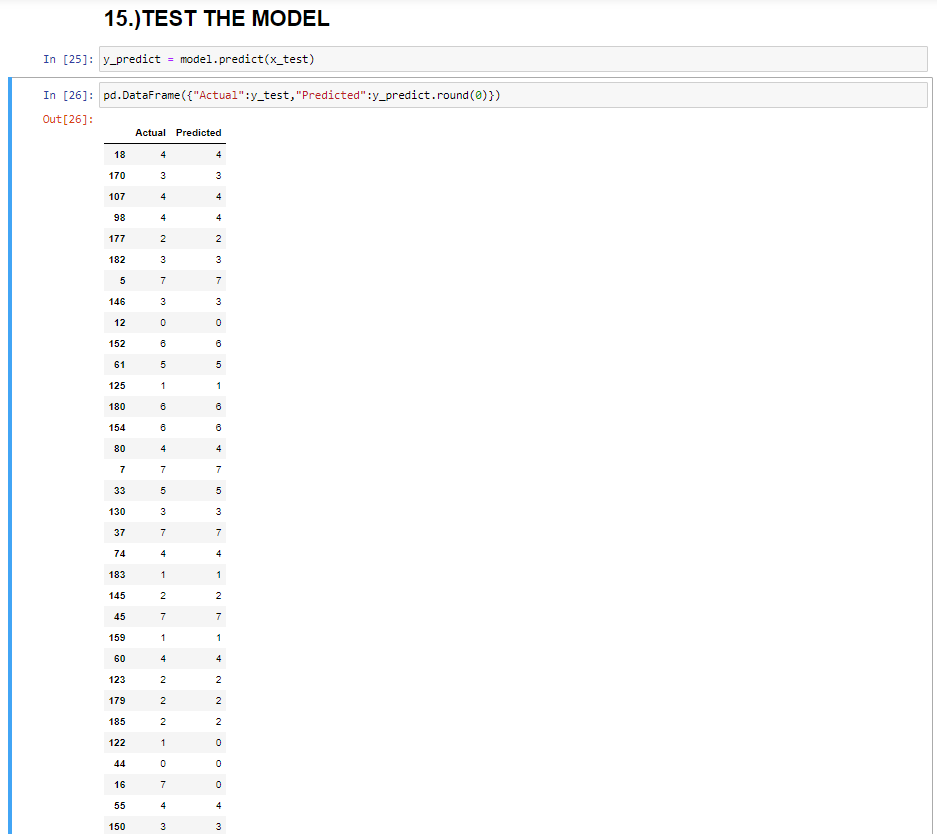 15.)TEST THE MODEL
In [25]: y_predict = model.predict(x_test)
In [26]: pd.DataFrame({"Actual":y_test,"Predicted":y_predict.round(0)})
Out[26]:
Actual Predicted
18 4 4
170 3 3
107 4 4
98 4 4
177 2 2
182 3 3
5 7 7
146 3 3
12 0 0
152 6 6
61 5 5
125 1 1
180 6 6
154 6 6
80 4 4
7 7 7
33 5 5
130 3 3
37 7 7
74 4 4
183 1 1
145 2 2
45 7 7
159 1 1
60 4 4
123 2 2
179 2 2
185 2 2
122 1 0
44 0 0
16 7 0
55 4 4
150 3 3